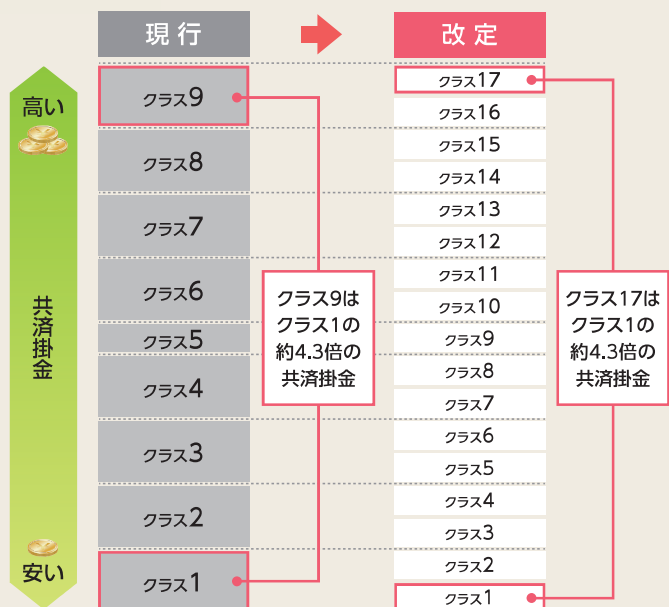 現行
改定
高い
共済掛金
安い
クラス9
クラス8
クラス7
クラス6
クラス5
クラス4
クラス3
クラス2
クラス1
クラス9は
クラス1の
約4.3倍の
共済掛金
クラス17
クラス16
クラス15
クラス14
クラス13
クラス12
クラス11
クラス10
クラス9
クラス8
クラス7
クラス6
クラス5
クラス4
クラス3
クラス2
クラス1
クラス17は
クラス1の
約4.3倍の
共済掛金